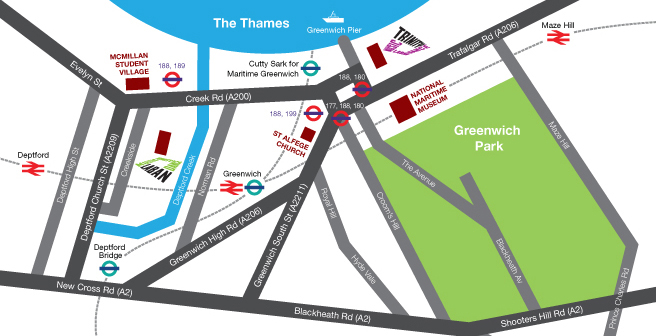 The Thames
Greenwich Pier
Maze Hill
TRINITY
LABAN
Trafalgar Rd (A206)
Evelyn St
MCMILLAN
STUDENT
VILLAGE
188, 189
Cutty Sark for
Maritime Greenwich
188, 180
Creek Rd (A200)
NATIONAL
MARITIME
MUSEUM
188, 199
177, 188, 180
ST ALFEGE
CHURCH
Greenwich
Park
Maze Hill
Deptford
Deptford High St
Deptford Church St (A2209)
Creekside
LABAN
Deptford Creek
Norman Rd
Greenwich
The Avenue
Royal Hill
Croom's Hill
Greenwich High Rd (A206)
Greenwich South St (A2211)
Deptford
Bridge
Hyde Vale
Blackheath Av
Prince Charles Rd
New Cross Rd (A2)
Blackheath Rd (A2)
Shooters Hill Rd (A2)